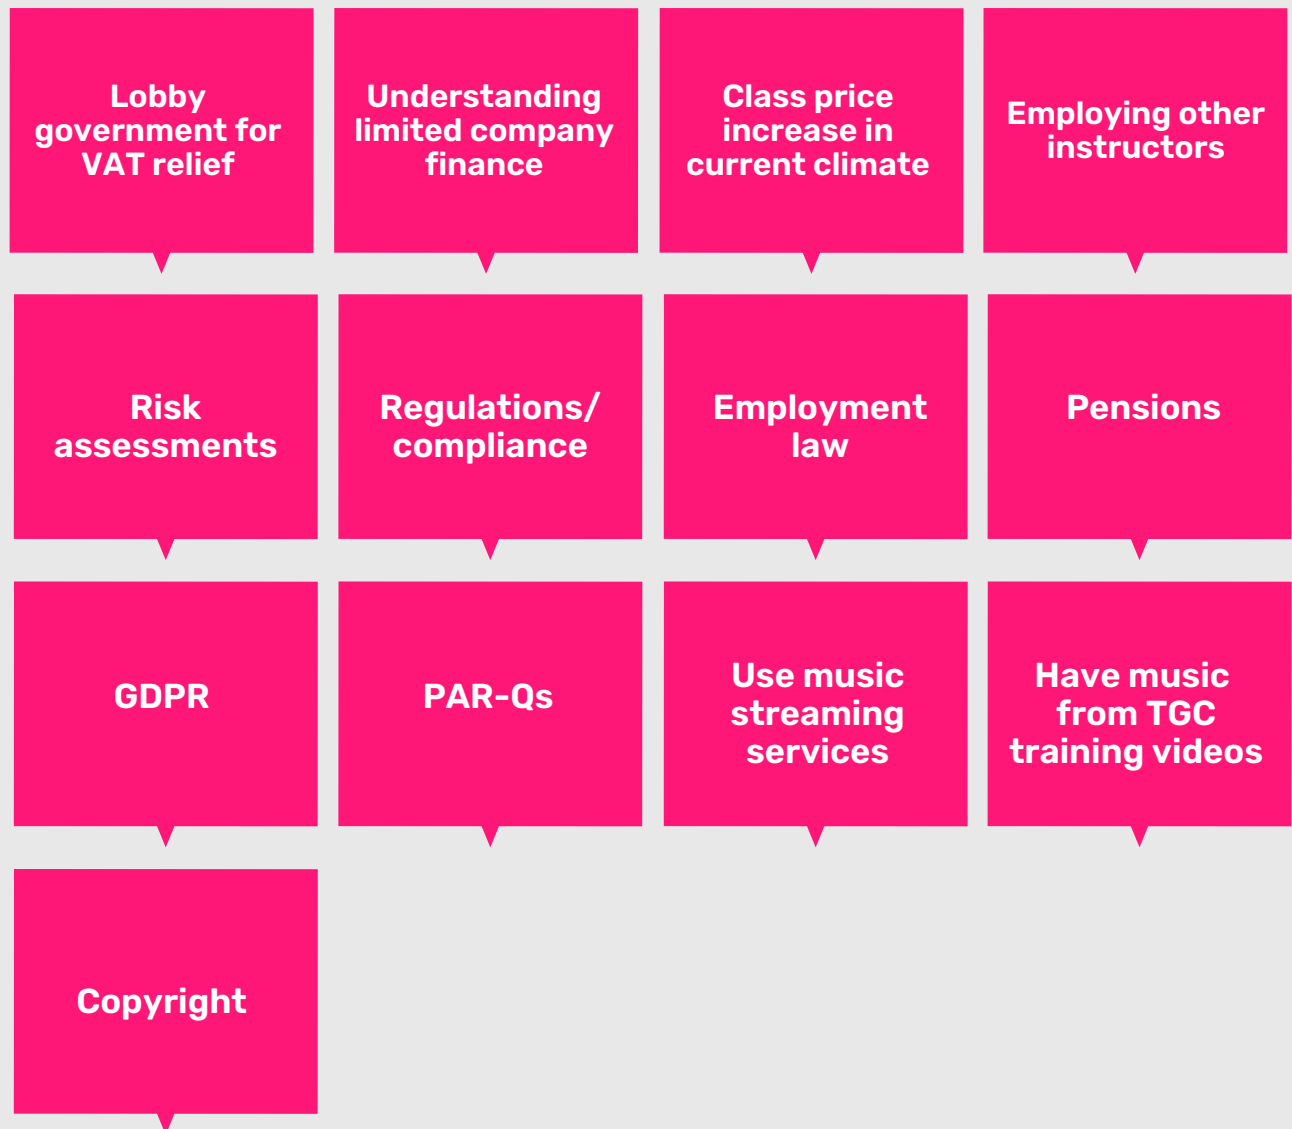 Lobby
government for
VAT relief
Understanding
limited company
finance
Class price
increase in
current climate
Employing other
instructors
Risk
assessments
Regulations/
compliance
Employment
law
Pensions
GDPR
PAR-Qs
Use music
streaming
services
Have music
from TGC
training videos
Copyright